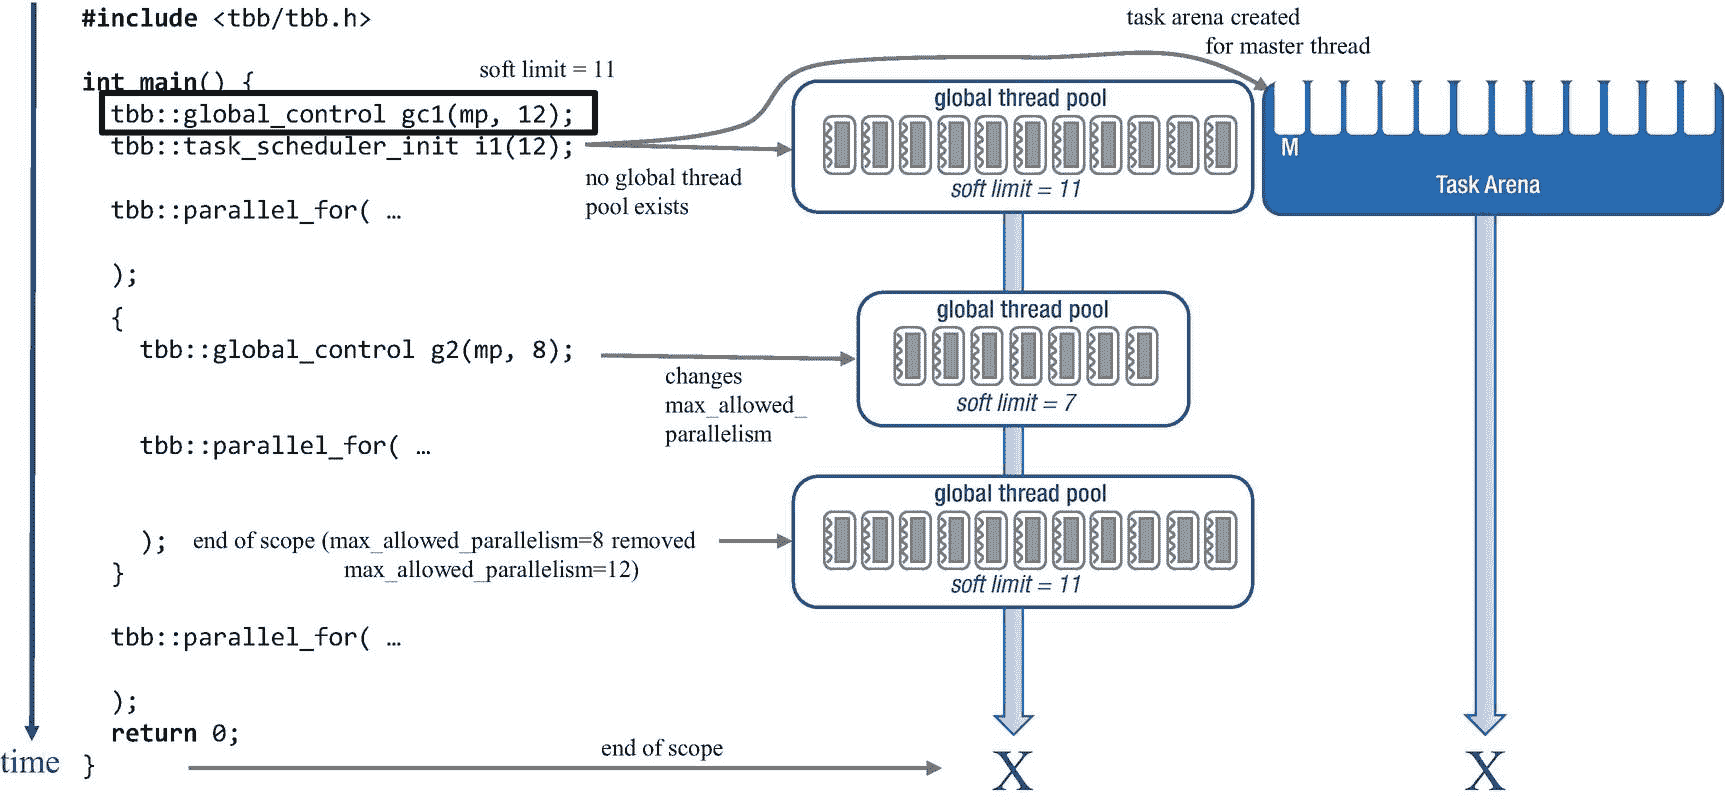 #include <tbb/tbb.h>
task arena created
for master thread
soft limit = 11
int main() {
tbb::global_control gc1(mp, 12);
tbb::task_scheduler_init i1(12);
no global thread
pool exists
global thread pool
soft limit = 11
M
Task Arena
tbb::parallel_for( …
);
{
tbb::global_control g2(mp, 8);
changes
max_allowed_
parallelism
global thread pool
soft limit = 7
tbb::parallel_for( …
global thread pool
soft limit = 11
); end of scope (max_allowed_parallelism=8 removed
} max_allowed_parallelism=12)
tbb::parallel_for( …
);
return 0;
time }
end of scope
X
X